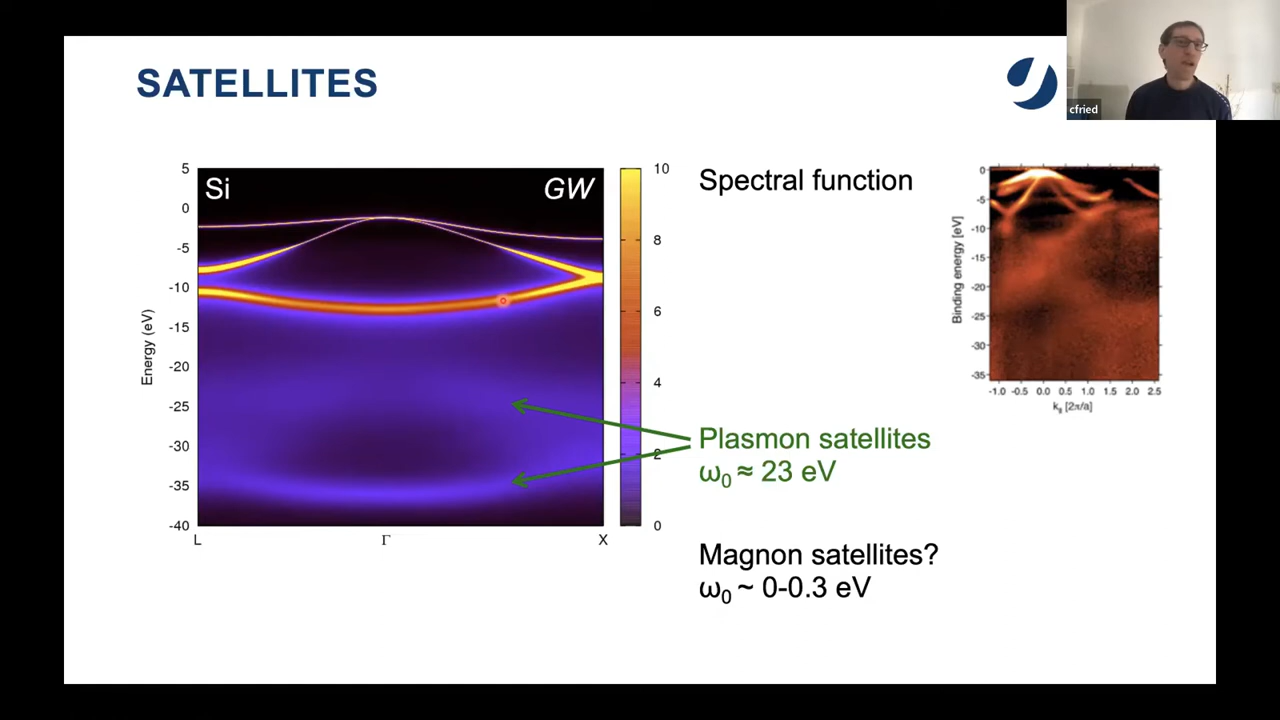 SATELLITES
cfried
Si
GW
5
0
-5
-10
-15
-20
-25
-30
-35
-40
Energy (eV)
L
Γ
X
10
8
6
4
2
0
Spectral function
Plasmon satellites
ω₀ ≈ 23 eV
Magnon satellites?
ω₀ ~ 0-0.3 eV
0
-5
-10
-15
-20
-25
-30
-35
Binding energy [eV]
-1.0 -0.5 0.0 0.5 1.0 1.5 2.0 2.5
k∥ [2π/a]